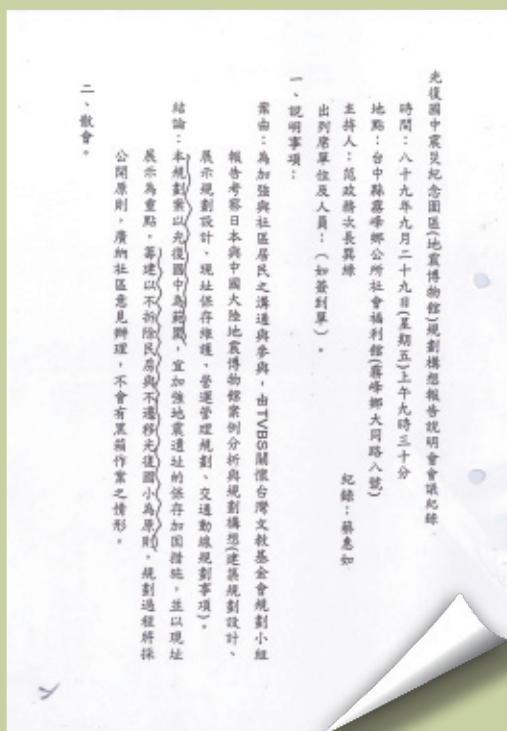 光復國中震災紀念園區(地震博物館)規劃構想報告說明會會議紀錄
時間：八十九年九月二十九日(星期五)上午九時三十分
地點：台中縣霧峰鄉公所社會福利館(霧峰鄉大同路八號)
主持人：范政務次長巽綠
紀錄：蔡惠如
出列席單位及人員：（如簽到單）。
一、說明事項：
案由：為加強與社區居民之溝通與參與，由TVBS關懷台灣文教基金會規劃小組
報告考察日本與中國大陸地震博物館案例分析與規劃構想(建築規劃設計、
展示規劃設計、現址保存維護、營運管理規劃、交通動線規劃事項)。
結論：本規劃案以光復國中為範圍，宜加強地震遺址的保存加固措施，並以現址
展示為重點。籌建以不拆除民房與不遷移光復國小為原則。規劃過程將採
公開原則，廣納社區意見辦理，不會有黑箱作業之情形。
二、散會。